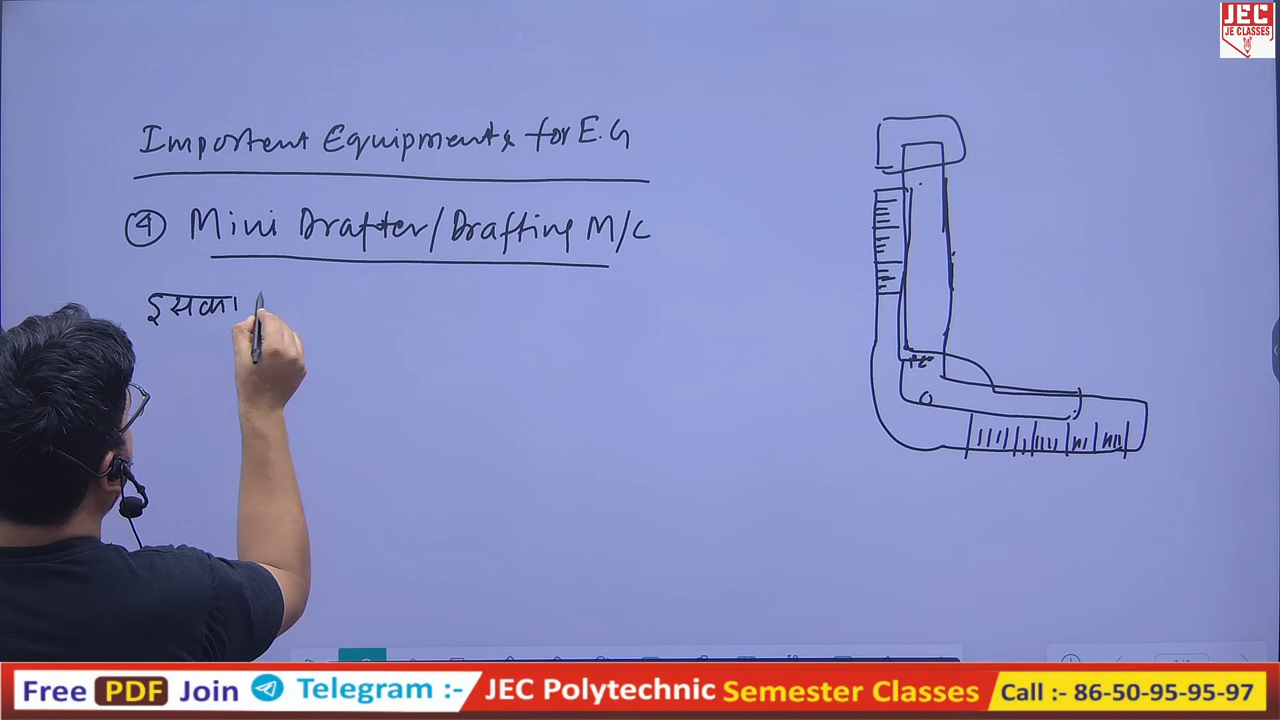 JEC
JE CLASSES
Importent Equipments for E.G
④ Mini Drafter/Drafting M/C
इसका
Free PDF Join Telegram :- JEC Polytechnic Semester Classes Call :- 86-50-95-95-97